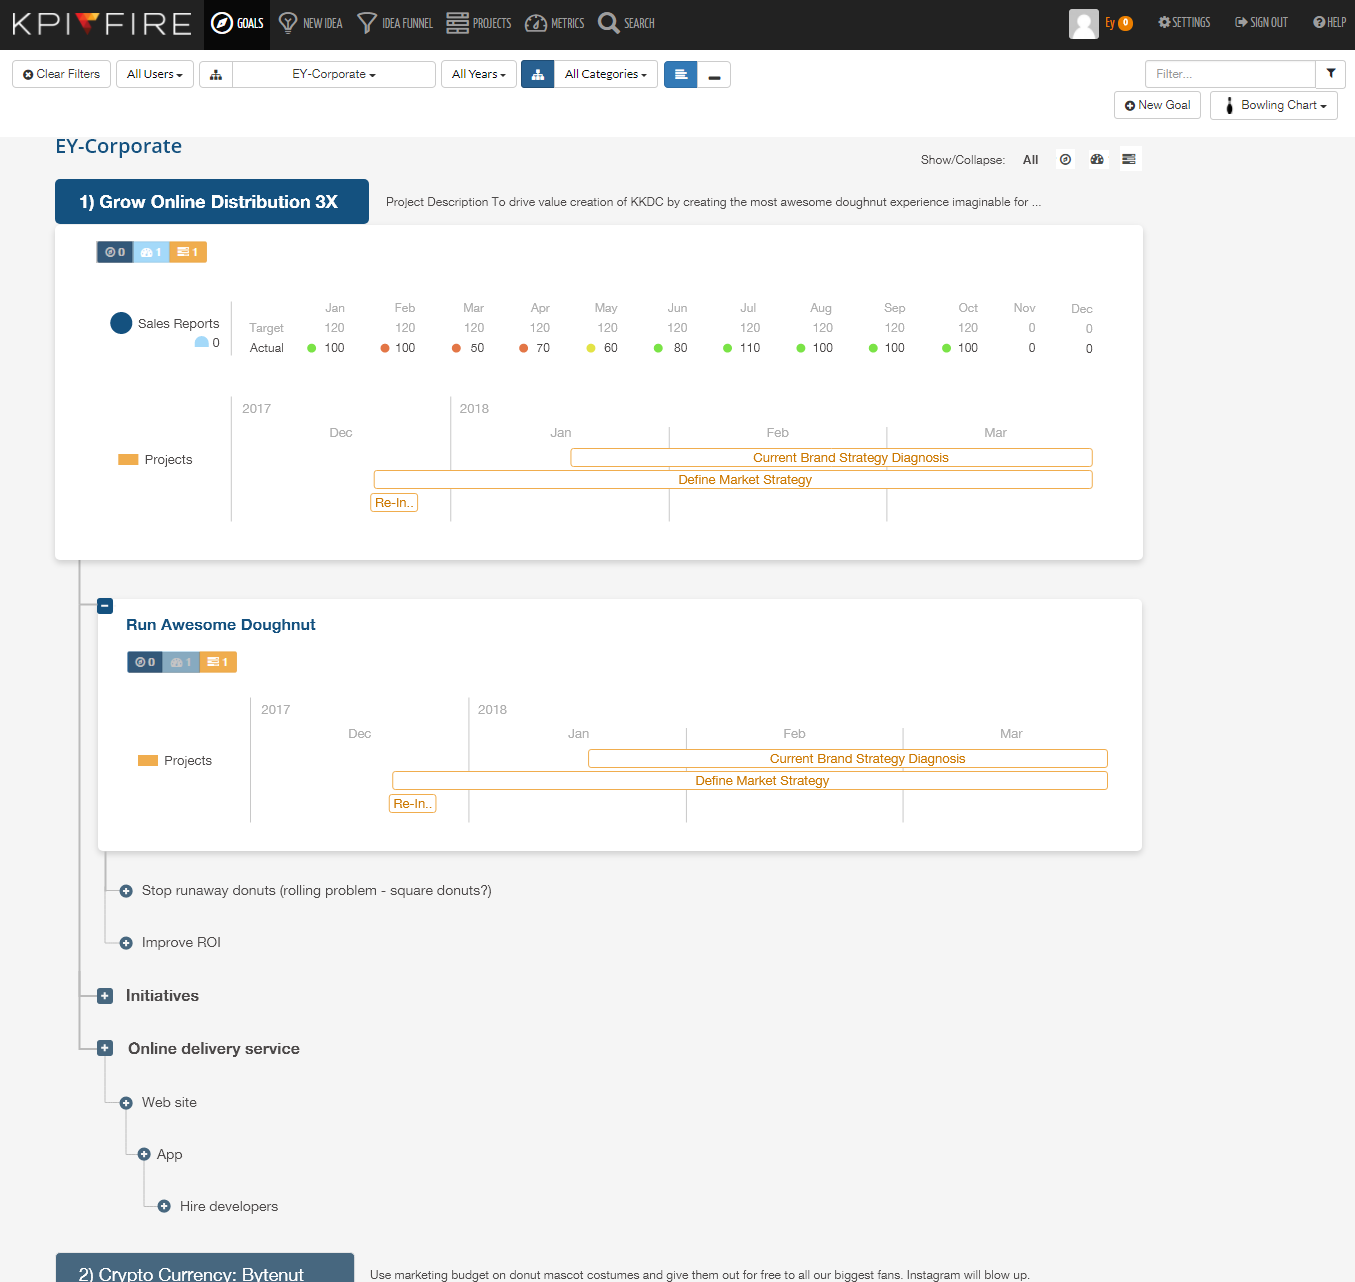 KPI FIRE GOALS NEW IDEA IDEA FUNNEL PROJECTS METRICS SEARCH Ey 0 SETTINGS SIGN OUT HELP
Clear Filters All Users EY-Corporate All Years All Categories Filter...
New Goal Bowling Chart
EY-Corporate
Show/Collapse: All
1) Grow Online Distribution 3X Project Description To drive value creation of KKDC by creating the most awesome doughnut experience imaginable for ...
0 1 1
Jan Feb Mar Apr May Jun Jul Aug Sep Oct Nov Dec
Sales Reports Target 120 120 120 120 120 120 120 120 120 120 0 0
0 Actual 100 100 50 70 60 80 110 100 100 100 0 0
2017 2018
Dec Jan Feb Mar
Projects Current Brand Strategy Diagnosis
Define Market Strategy
Re-In..
Run Awesome Doughnut
0 1 1
2017 2018
Dec Jan Feb Mar
Projects Current Brand Strategy Diagnosis
Define Market Strategy
Re-In..
Stop runaway donuts (rolling problem - square donuts?)
Improve ROI
Initiatives
Online delivery service
Web site
App
Hire developers
2) Crypto Currency: Bytenut Use marketing budget on donut mascot costumes and give them out for free to all our biggest fans. Instagram will blow up.